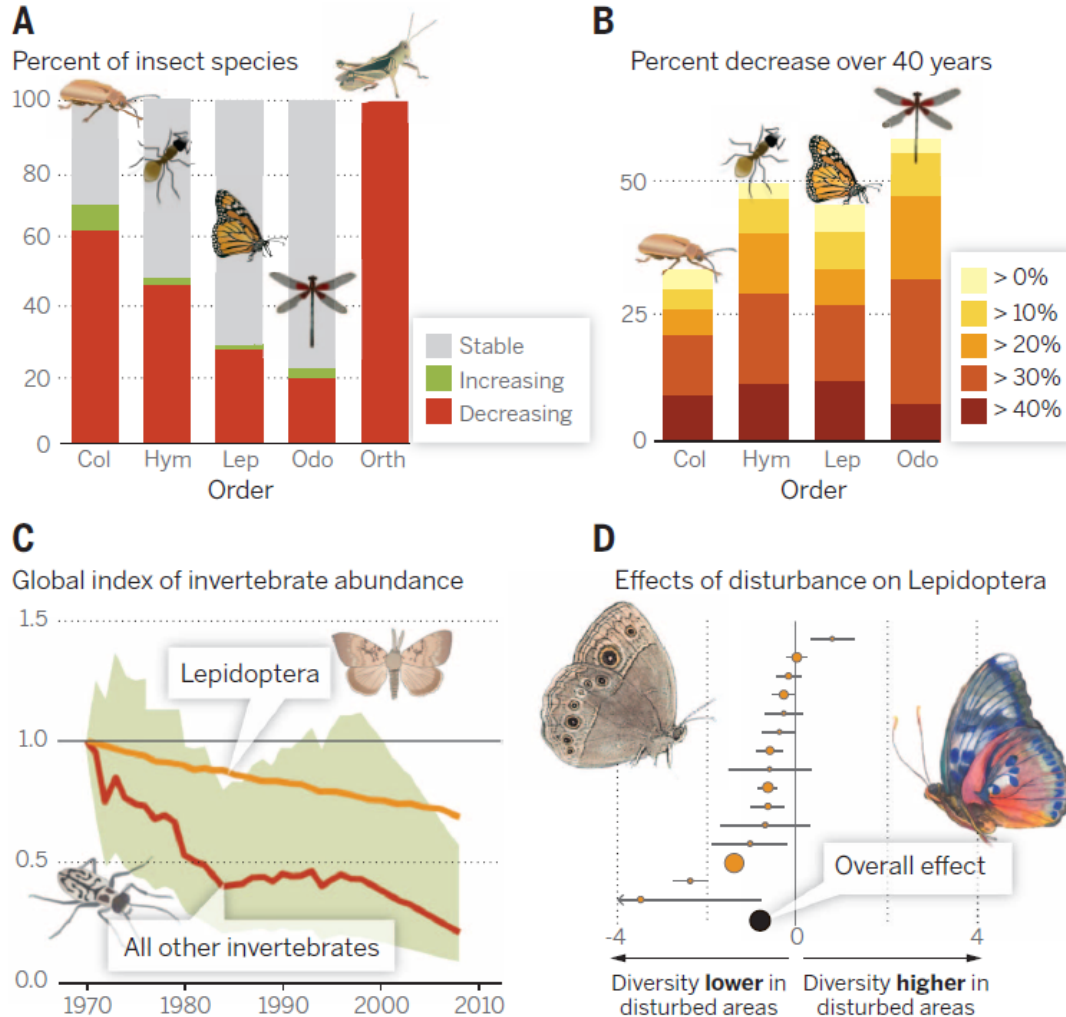 A
Percent of insect species
100
80
60
40
20
0
Col Hym Lep Odo Orth
Order
Stable
Increasing
Decreasing
B
Percent decrease over 40 years
50
25
0
Col Hym Lep Odo
Order
> 0%
> 10%
> 20%
> 30%
> 40%
C
Global index of invertebrate abundance
1.5
1.0
0.5
0.0
Lepidoptera
All other invertebrates
1970 1980 1990 2000 2010
D
Effects of disturbance on Lepidoptera
Overall effect
-4 0 4
Diversity lower in
disturbed areas
Diversity higher in
disturbed areas